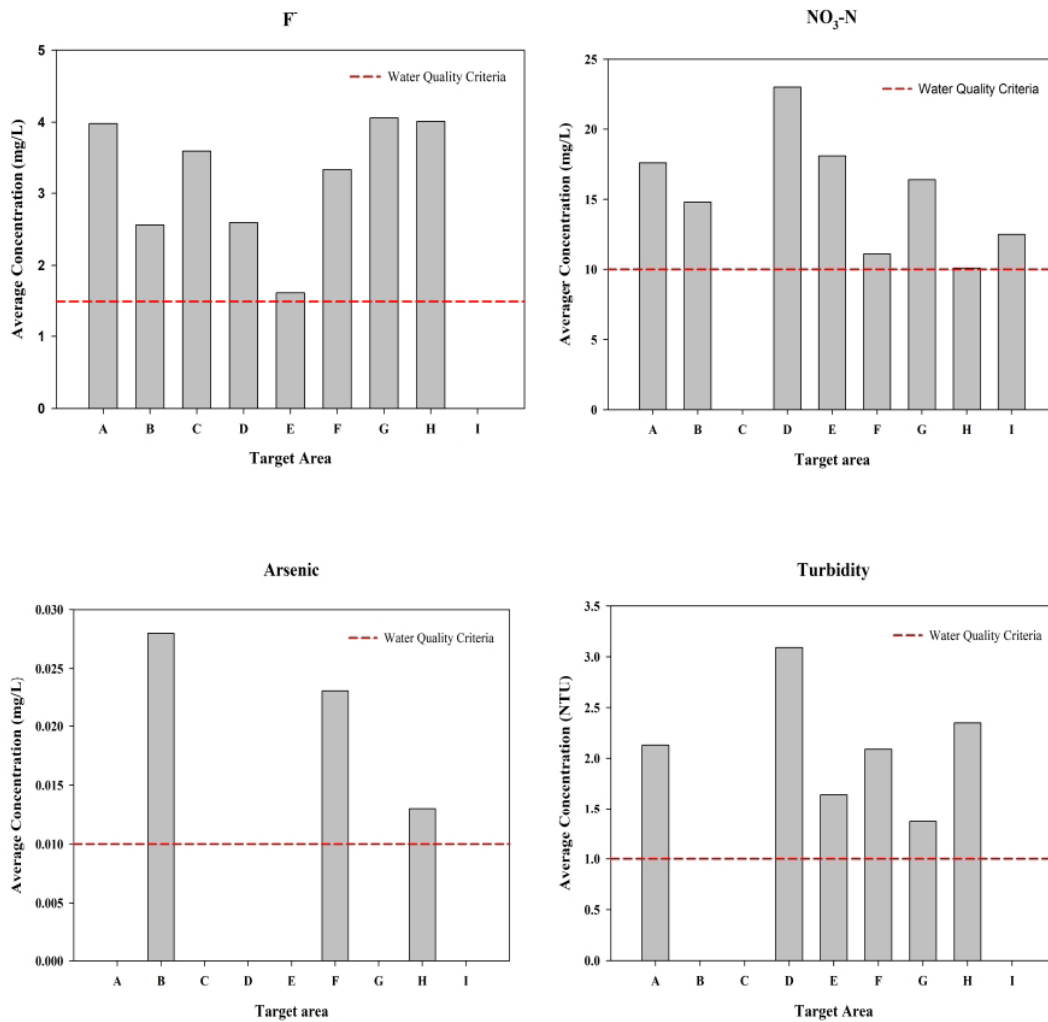 F-
5
4
3
2
1
0
Average Concentration (mg/L)
Water Quality Criteria
A B C D E F G H I
Target Area
NO3-N
25
20
15
10
5
0
Averager Concentration (mg/L)
Water Quality Criteria
A B C D E F G H I
Target area
Arsenic
0.030
0.025
0.020
0.015
0.010
0.005
0.000
Average Concentration (mg/L)
Water Quality Criteria
A B C D E F G H I
Target area
Turbidity
3.5
3.0
2.5
2.0
1.5
1.0
0.5
0.0
Average Concentration (NTU)
Water Quality Criteria
A B C D E F G H I
Target area